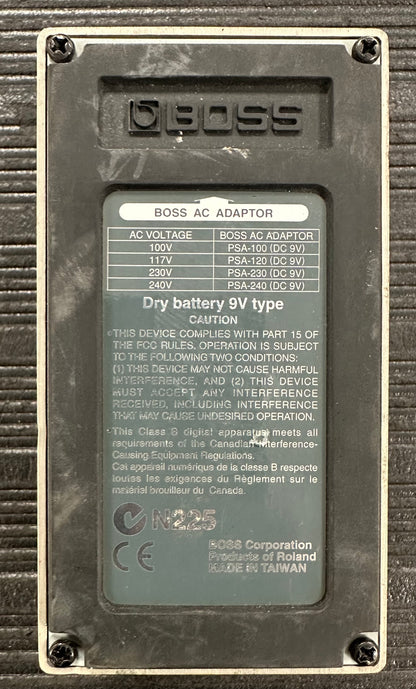 BOSS
BOSS AC ADAPTOR
AC VOLTAGE BOSS AC ADAPTOR
100V PSA-100 (DC 9V)
117V PSA-120 (DC 9V)
230V PSA-230 (DC 9V)
240V PSA-240 (DC 9V)
Dry battery 9V type
CAUTION
THIS DEVICE COMPLIES WITH PART 15 OF
THE FCC RULES. OPERATION IS SUBJECT
TO THE FOLLOWING TWO CONDITIONS:
(1) THIS DEVICE MAY NOT CAUSE HARMFUL
INTERFERENCE, AND (2) THIS DEVICE
MUST ACCEPT ANY INTERFERENCE
RECEIVED, INCLUDING INTERFERENCE
THAT MAY CAUSE UNDESIRED OPERATION.
This Class B digital apparatus meets all
requirements of the Canadian Interference-
Causing Equipment Regulations.
Cet appareil numérique de la classe B respecte
toutes les exigences du Règlement sur le
matériel brouilleur du Canada.
N225
CE
BOSS Corporation
Products of Roland
MADE IN TAIWAN